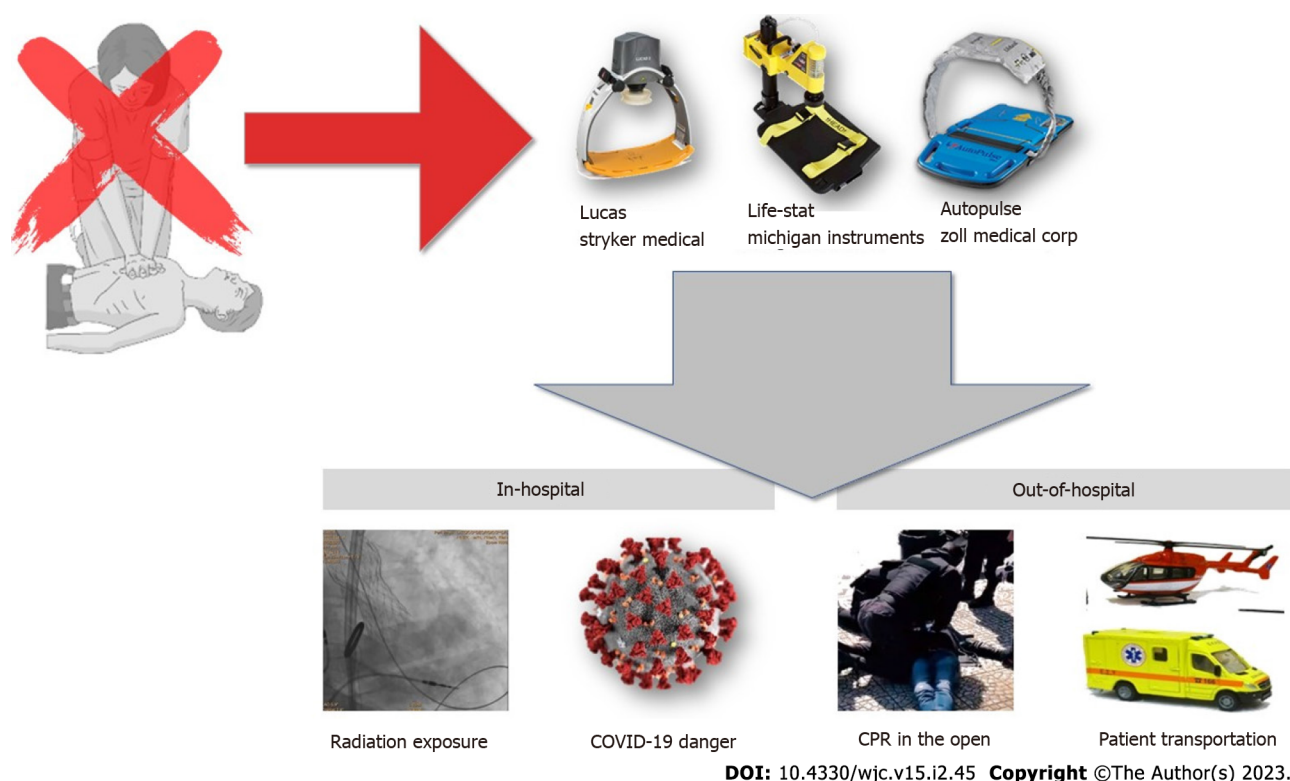 Lucas
stryker medical
Life-stat
michigan instruments
Autopulse
zoll medical corp
AutoPulse
In-hospital
Out-of-hospital
Radiation exposure
COVID-19 danger
CPR in the open
Patient transportation
DOI: 10.4330/wjc.v15.i2.45 Copyright ©The Author(s) 2023.